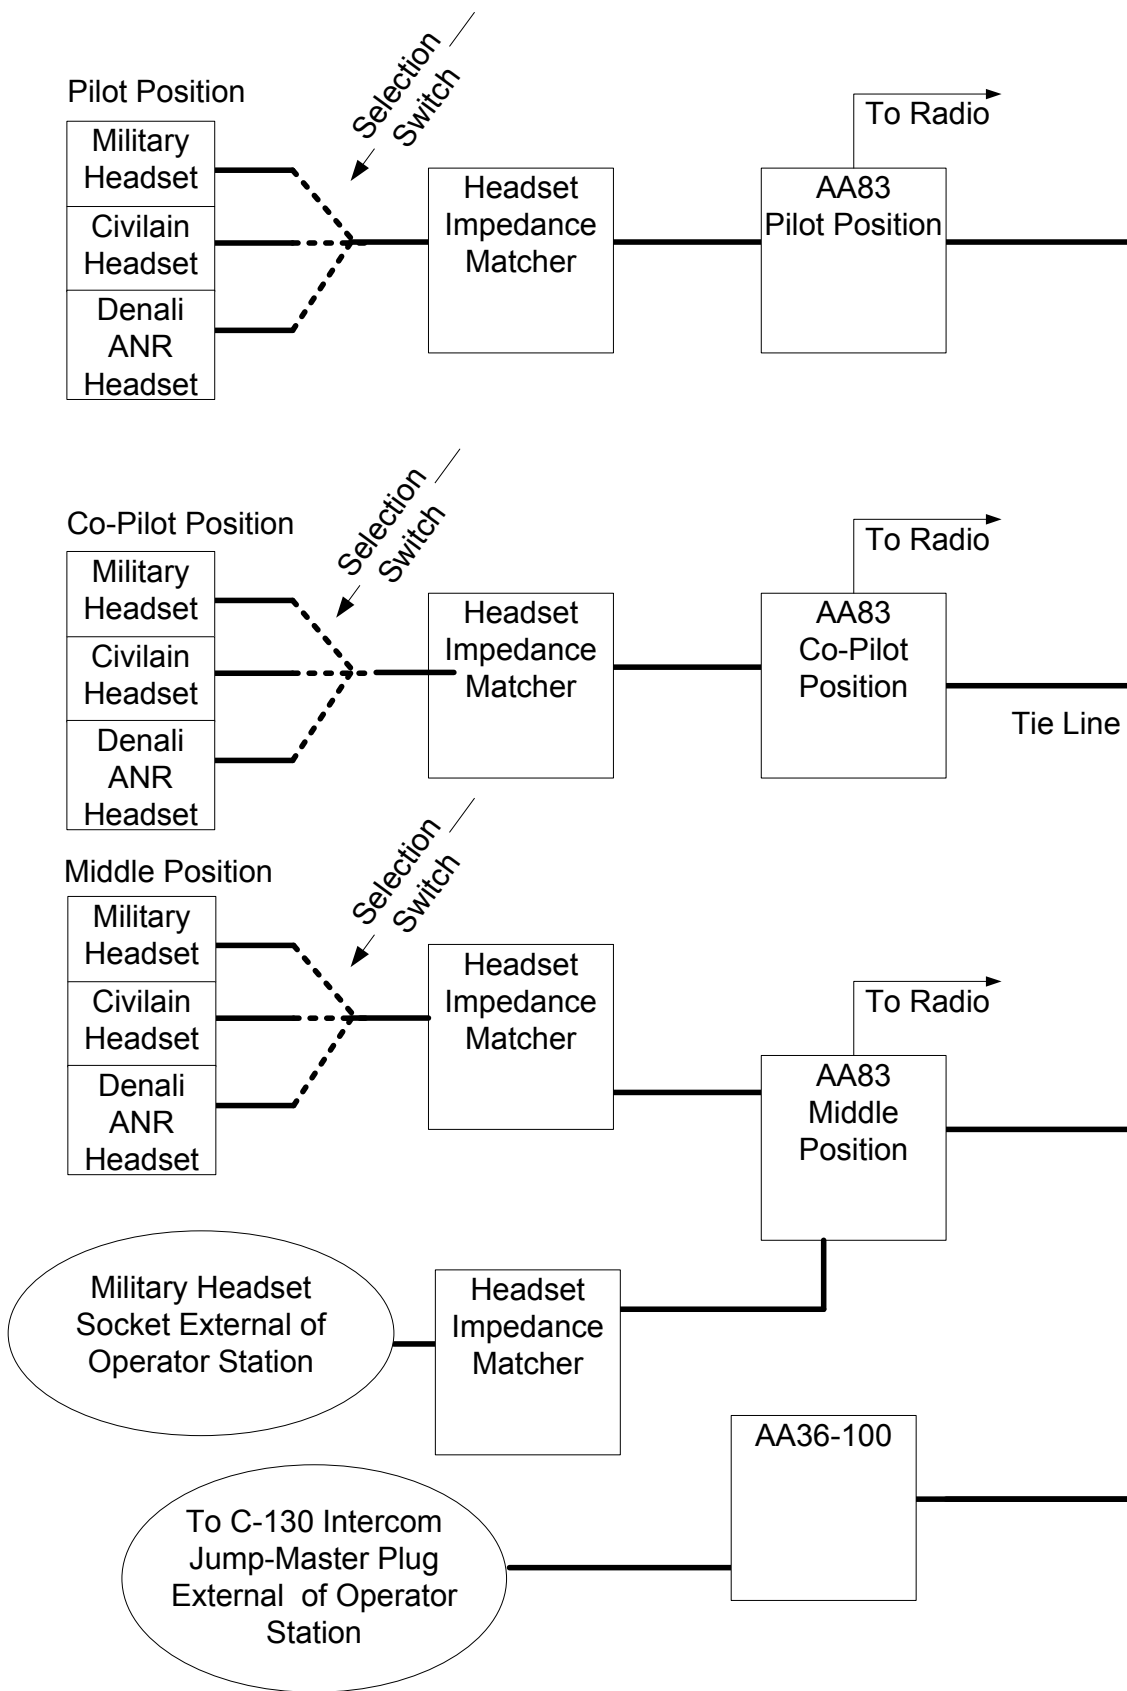 Pilot Position
Selection
Switch
To Radio
Military
Headset
Civilain
Headset
Denali
ANR
Headset
Headset
Impedance
Matcher
AA83
Pilot Position
Co-Pilot Position
Selection
Switch
To Radio
Military
Headset
Civilain
Headset
Denali
ANR
Headset
Headset
Impedance
Matcher
AA83
Co-Pilot
Position
Tie Line
Middle Position
Selection
Switch
To Radio
Military
Headset
Civilain
Headset
Denali
ANR
Headset
Headset
Impedance
Matcher
AA83
Middle
Position
Military Headset
Socket External of
Operator Station
Headset
Impedance
Matcher
AA36-100
To C-130 Intercom
Jump-Master Plug
External of Operator
Station